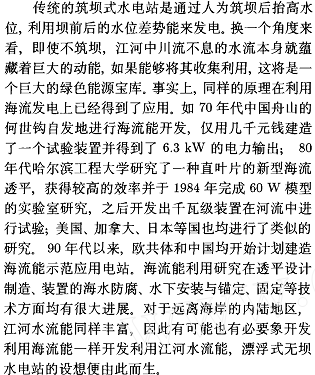 传统的筑坝式水电站是通过人为筑坝后抬高水
位，利用坝前后的水位差势能来发电。换一个角度来
看，即使不筑坝，江河中川流不息的水流本身就蕴
藏着巨大的动能，如果能够将其收集利用，这将是一
个巨大的绿色能源宝库。事实上，同样的原理在利用
海流发电上已经得到了应用。如 70 年代中国舟山的
何世钧自发地进行海流能开发，仅用几千元钱建造
了一个试验装置并得到了 6.3 kW 的电力输出； 80
年代哈尔滨工程大学研究了一种直叶片的新型海流
透平，获得较高的效率并于 1984 年完成 60 W 模型
的实验室研究，之后开发出千瓦级装置在河流中进
行试验；美国、加拿大、日本等国也均进行了类似的
研究。90 年代以来，欧共体和中国均开始计划建造
海流能示范应用电站。海流能利用研究在透平设计
制造、装置的海水防腐、水下安装与锚定、固定等技
术方面均有很大进展。对于远离海岸的内陆地区，
江河水流能同样丰富，因此有可能也有必要象开发
利用海流能一样开发利用江河水流能，漂浮式无坝
水电站的设想便由此而生。